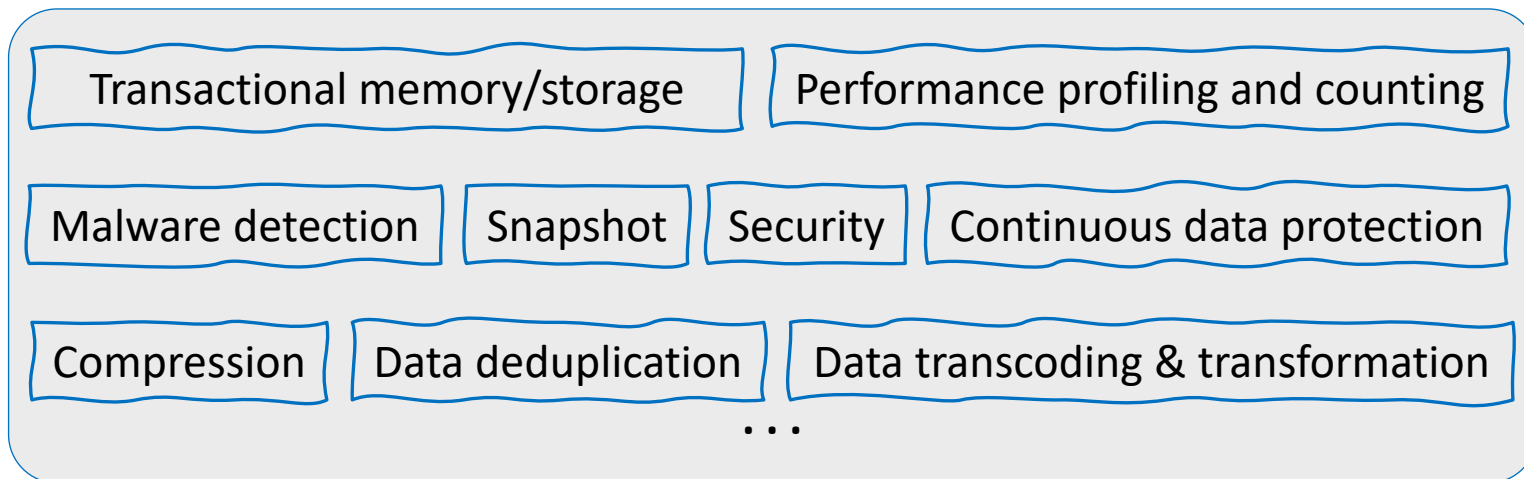 Transactional memory/storage Performance profiling and counting
Malware detection Snapshot Security Continuous data protection
Compression Data deduplication Data transcoding & transformation
...